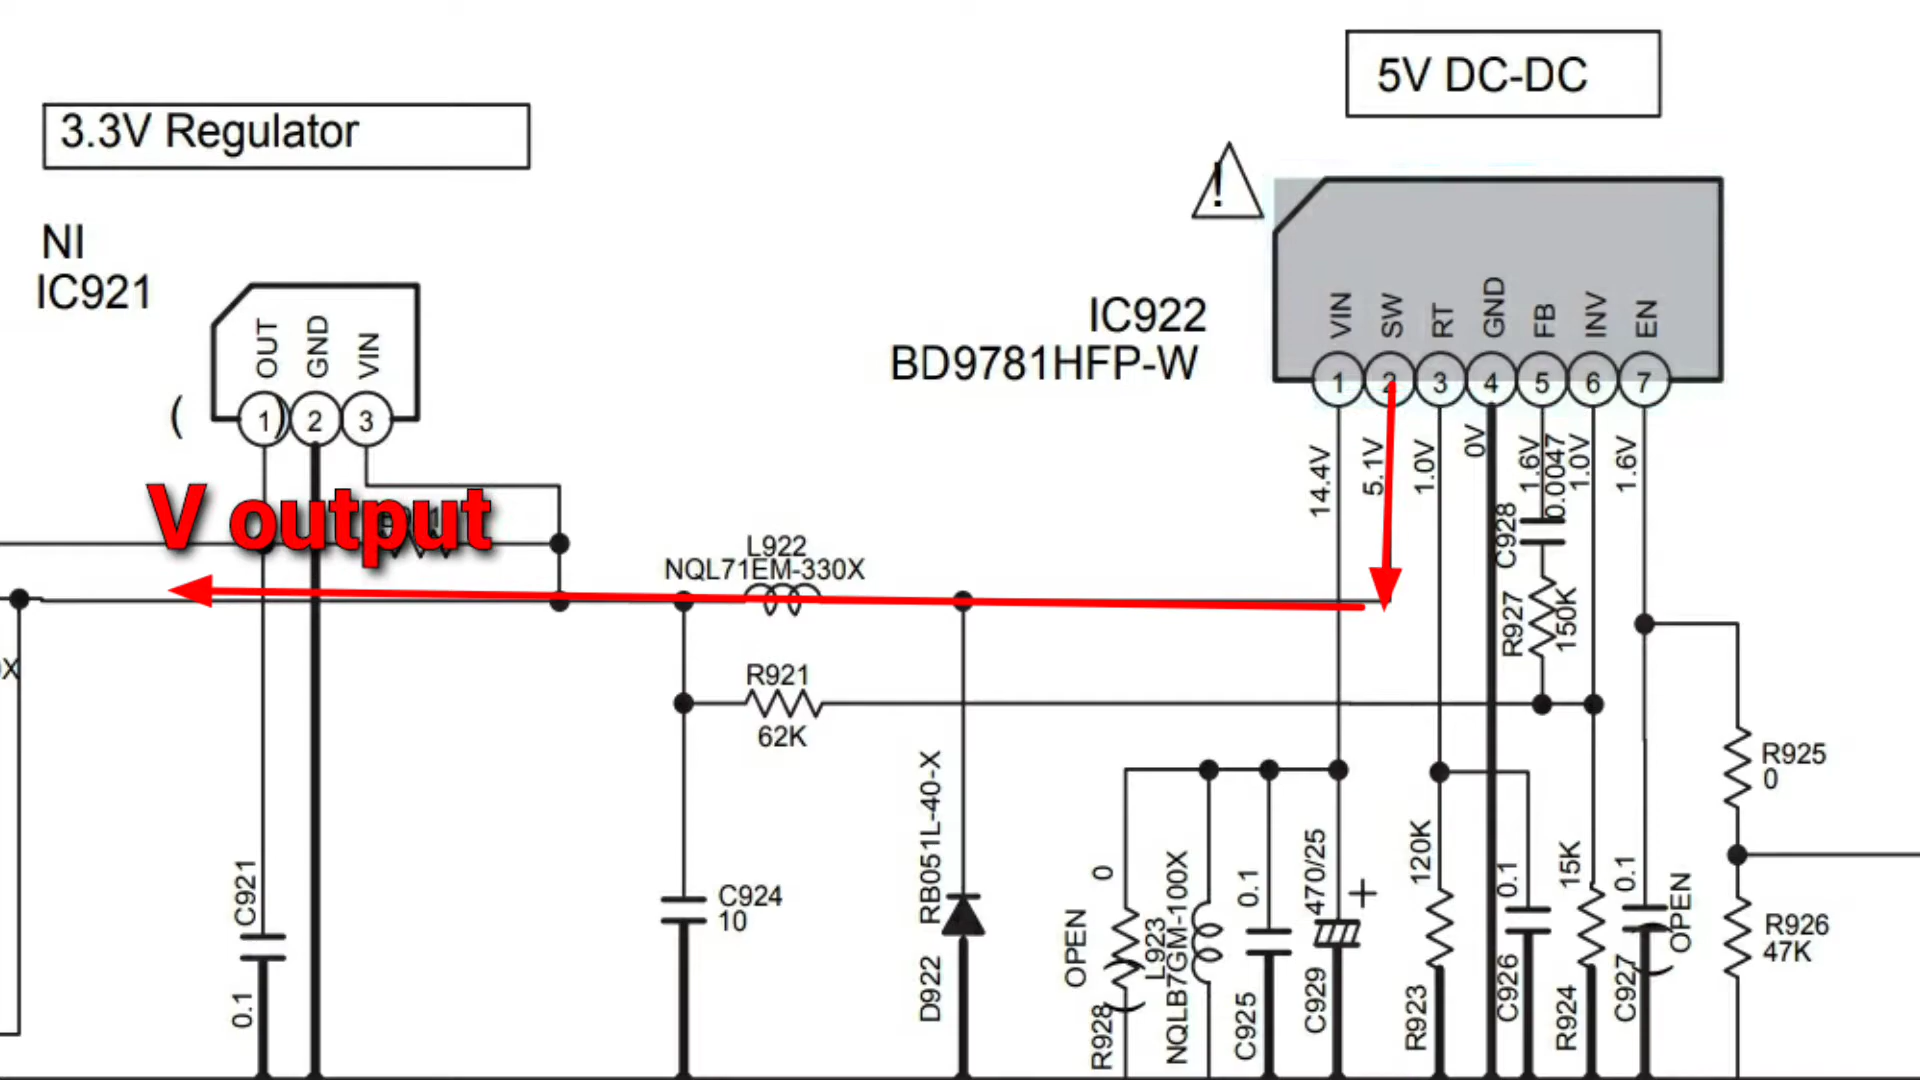 5V DC-DC
3.3V Regulator
!
NI
IC921
OUT
GND
VIN
( 1 ) 2 3
IC922
BD9781HFP-W
VIN
SW
RT
GND
FB
INV
EN
1 2 3 4 5 6 7
14.4V
5.1V
1.0V
0V
1.6V
0.0047
1.0V
1.6V
V output
L922
NQL71EM-330X
C928
R927
150K
0X
R921
62K
R925
0
C921
0.1
C924
10
RB051L-40-X
D922
OPEN
0
R928
L923
NQLB7GM-100X
0.1
C925
470/25
+
C929
120K
R923
0.1
C926
15K
R924
0.1
C927
OPEN
R926
47K